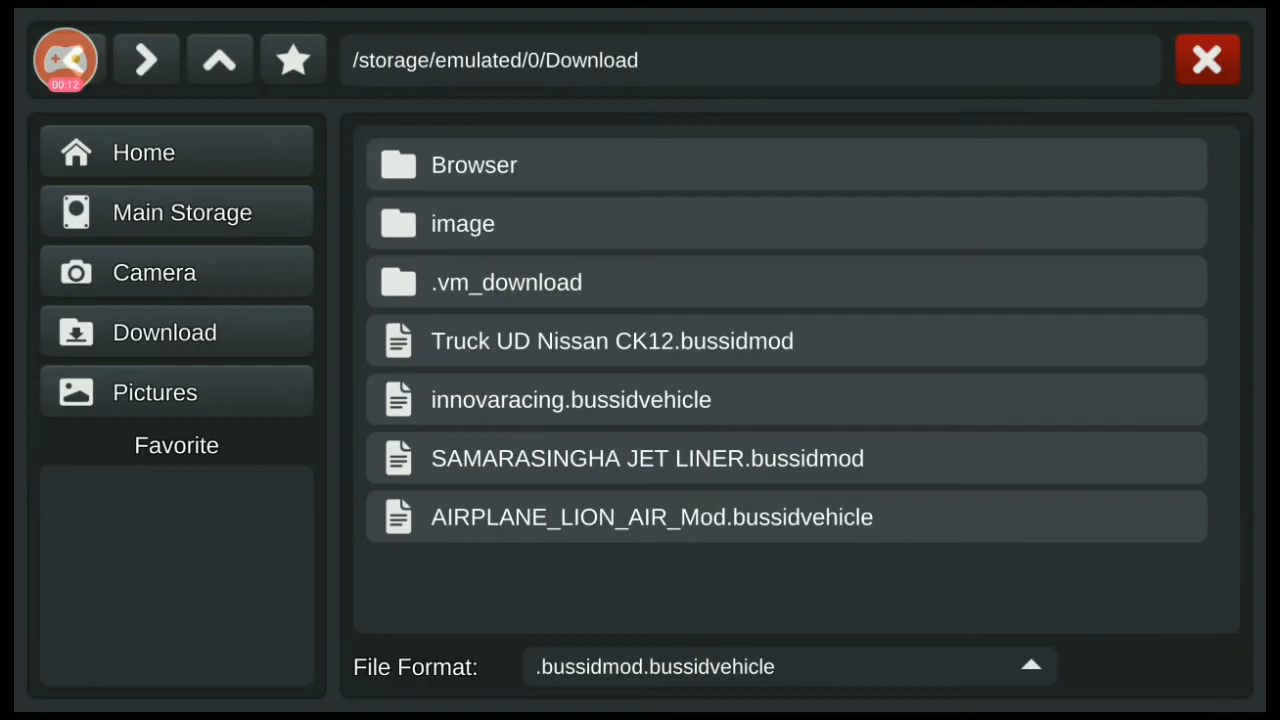 00:12
/storage/emulated/0/Download
Home
Main Storage
Camera
Download
Pictures
Favorite
Browser
image
.vm_download
Truck UD Nissan CK12.bussidmod
innovaracing.bussidvehicle
SAMARASINGHA JET LINER.bussidmod
AIRPLANE_LION_AIR_Mod.bussidvehicle
File Format:
.bussidmod.bussidvehicle